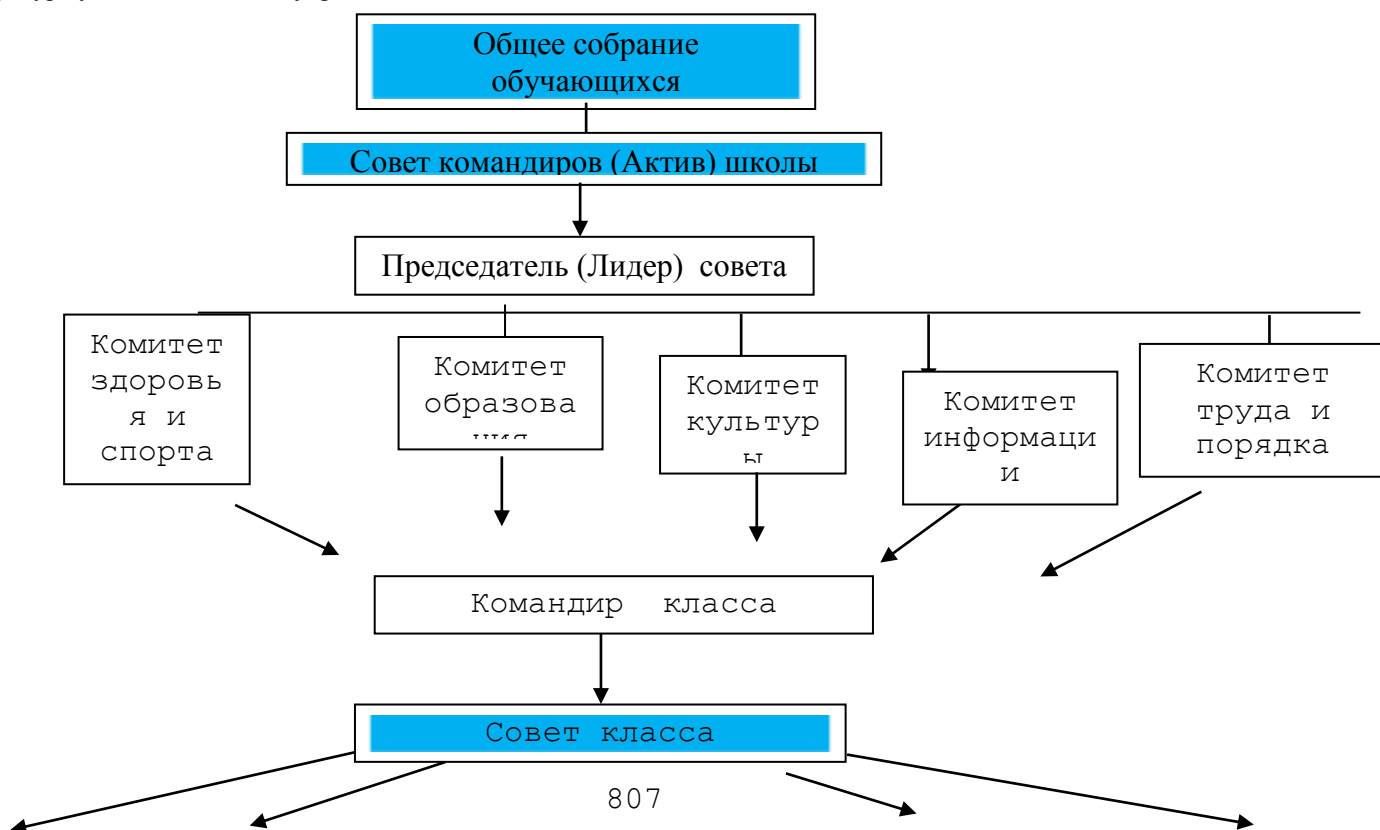 Общее собрание
обучающихся
Совет командиров (Актив) школы
Председатель (Лидер) совета
Комитет
здоровь
я и
спорта
Комитет
образова
ния
Комитет
культур
ы
Комитет
информаци
и
Комитет
труда и
порядка
Командир класса
Совет класса
807